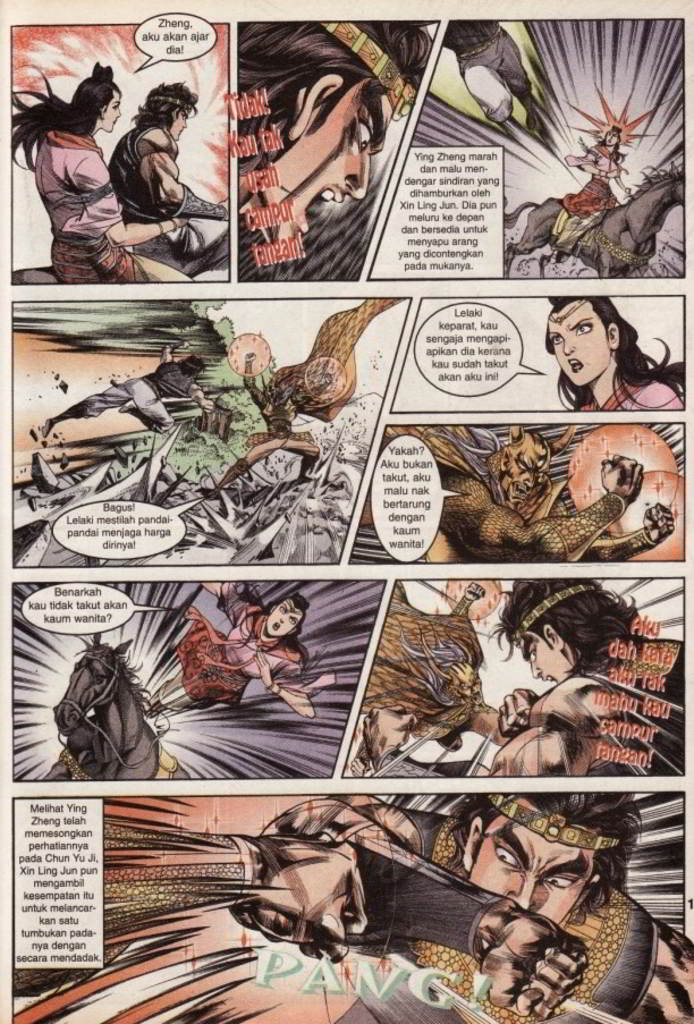 Zheng,
aku akan ajar
dia!
Tidak!
Kau tak
usah
campur
tangan!
Ying Zheng marah
dan malu men-
dengar sindiran yang
dihamburkan oleh
Xin Ling Jun. Dia pun
meluru ke depan
dan bersedia untuk
menyapu arang
yang dicontengkan
pada mukanya.
Bagus!
Lelaki mestilah pandai-
pandai menjaga harga
dirinya!
Lelaki
keparat, kau
sengaja mengapi-
apikan dia kerana
kau sudah takut
akan aku ini!
Yakah?
Aku bukan
takut, aku
malu nak
bertarung
dengan
kaum
wanita!
Benarkah
kau tidak takut akan
kaum wanita?
Aku
dah kata
aku tak
mahu kau
campur
tangan!
Melihat Ying
Zheng telah
memesongkan
perhatiannya
pada Chun Yu Ji,
Xin Ling Jun pun
mengambil
kesempatan itu
untuk melancar-
kan satu
tumbukan pada-
nya dengan
secara mendadak.
PANG!